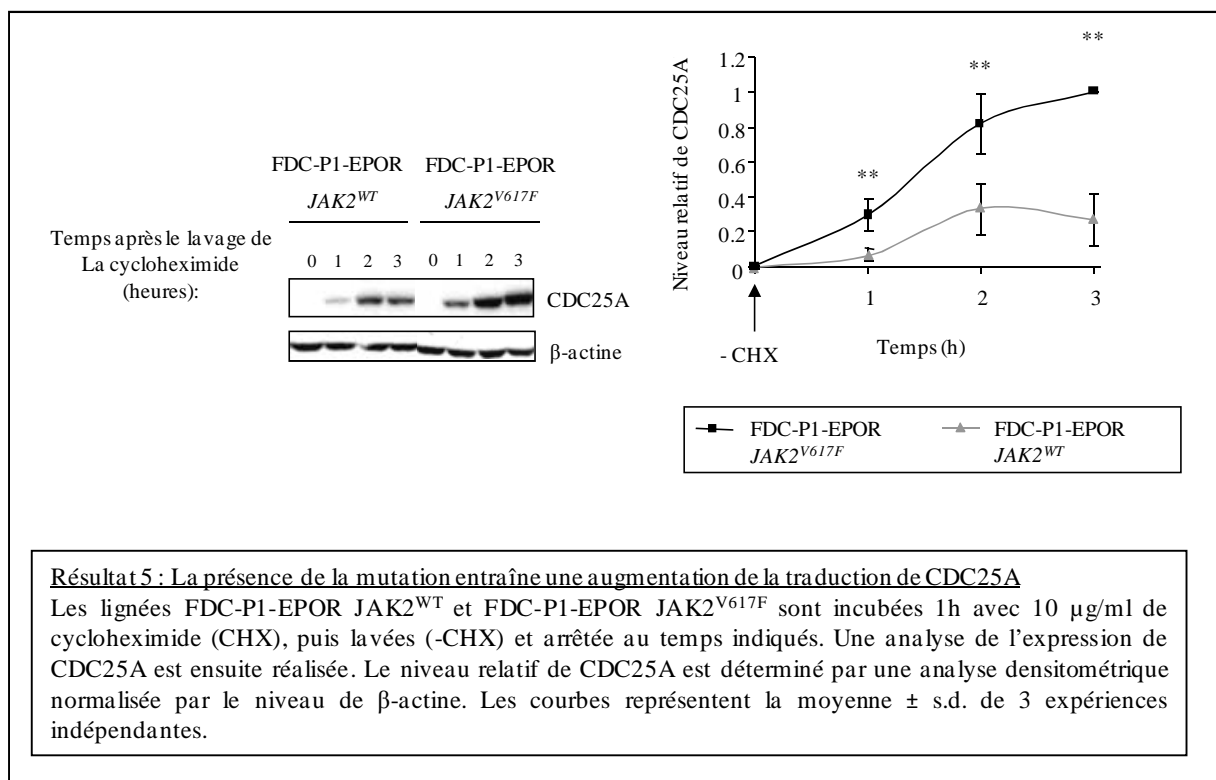 FDC-P1-EPOR FDC-P1-EPOR
JAK2WT JAK2V617F
Temps après le lavage de
La cycloheximide
(heures):
0 1 2 3 0 1 2 3
CDC25A
β-actine
Niveau relatif de CDC25A
1.2
1
0.8
0.6
0.4
0.2
0
**
**
**
1 2 3
- CHX
Temps (h)
FDC-P1-EPOR FDC-P1-EPOR
JAK2V617F JAK2WT
Résultat 5 : La présence de la mutation entraîne une augmentation de la traduction de CDC25A
Les lignées FDC-P1-EPOR JAK2WT et FDC-P1-EPOR JAK2V617F sont incubées 1h avec 10 µg/ml de
cycloheximide (CHX), puis lavées (-CHX) et arrêtée au temps indiqués. Une analyse de l'expression de
CDC25A est ensuite réalisée. Le niveau relatif de CDC25A est déterminé par une analyse densitométrique
normalisée par le niveau de β-actine. Les courbes représentent la moyenne ± s.d. de 3 expériences
indépendantes.